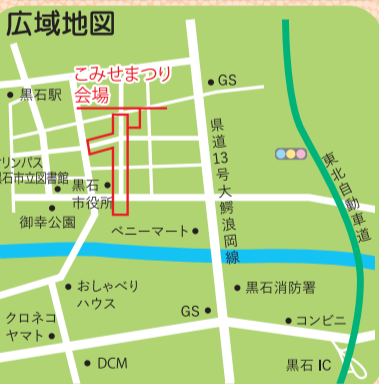 広域地図
こみせまつり
会場
GS
黒石駅
県道13号大鰐浪岡線
東北自動車道
リンパス
石市立図書館
黒石
市役所
御幸公園
ベニーマート
おしゃべり
ハウス
黒石消防署
クロネコ
ヤマト
GS
コンビニ
DCM
黒石 IC